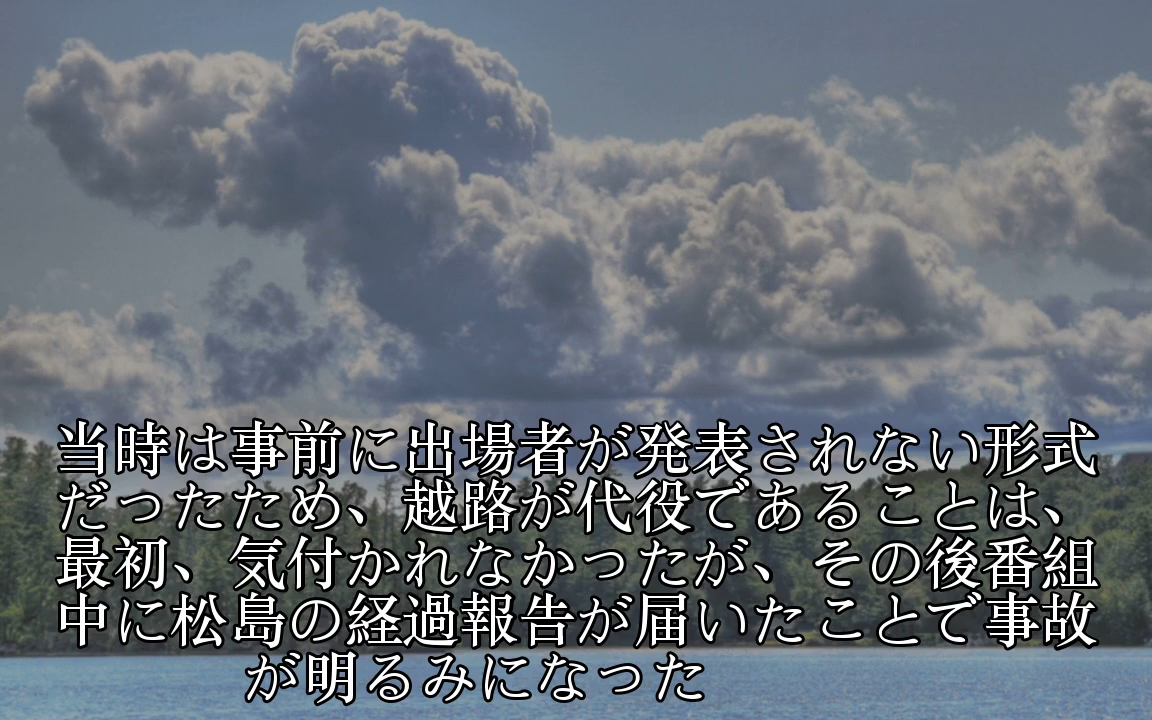 当時は事前に出場者が発表されない形式
だったため、越路が代役であることは、
最初、気付かれなかったが、その後番組
中に松島の経過報告が届いたことで事故
が明るみになった